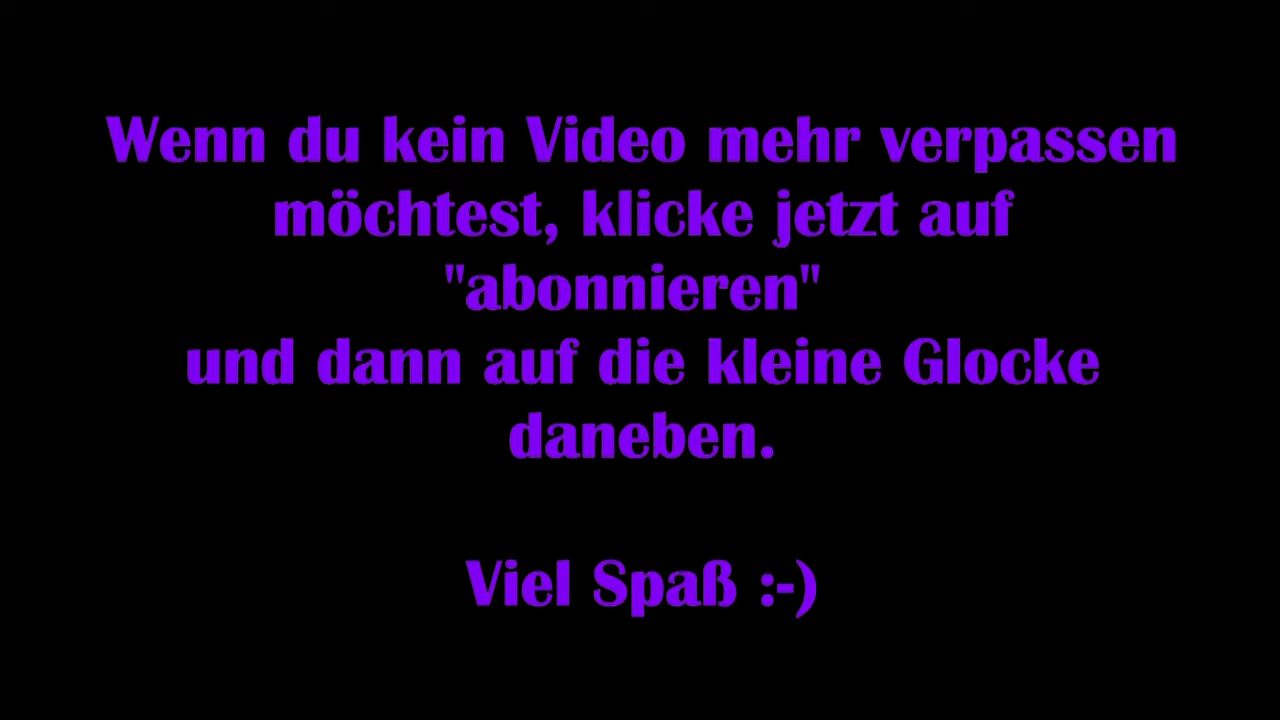 Wenn du kein Video mehr verpassen
möchtest, klicke jetzt auf
"abonnieren"
und dann auf die kleine Glocke
daneben.
Viel Spaß :-)